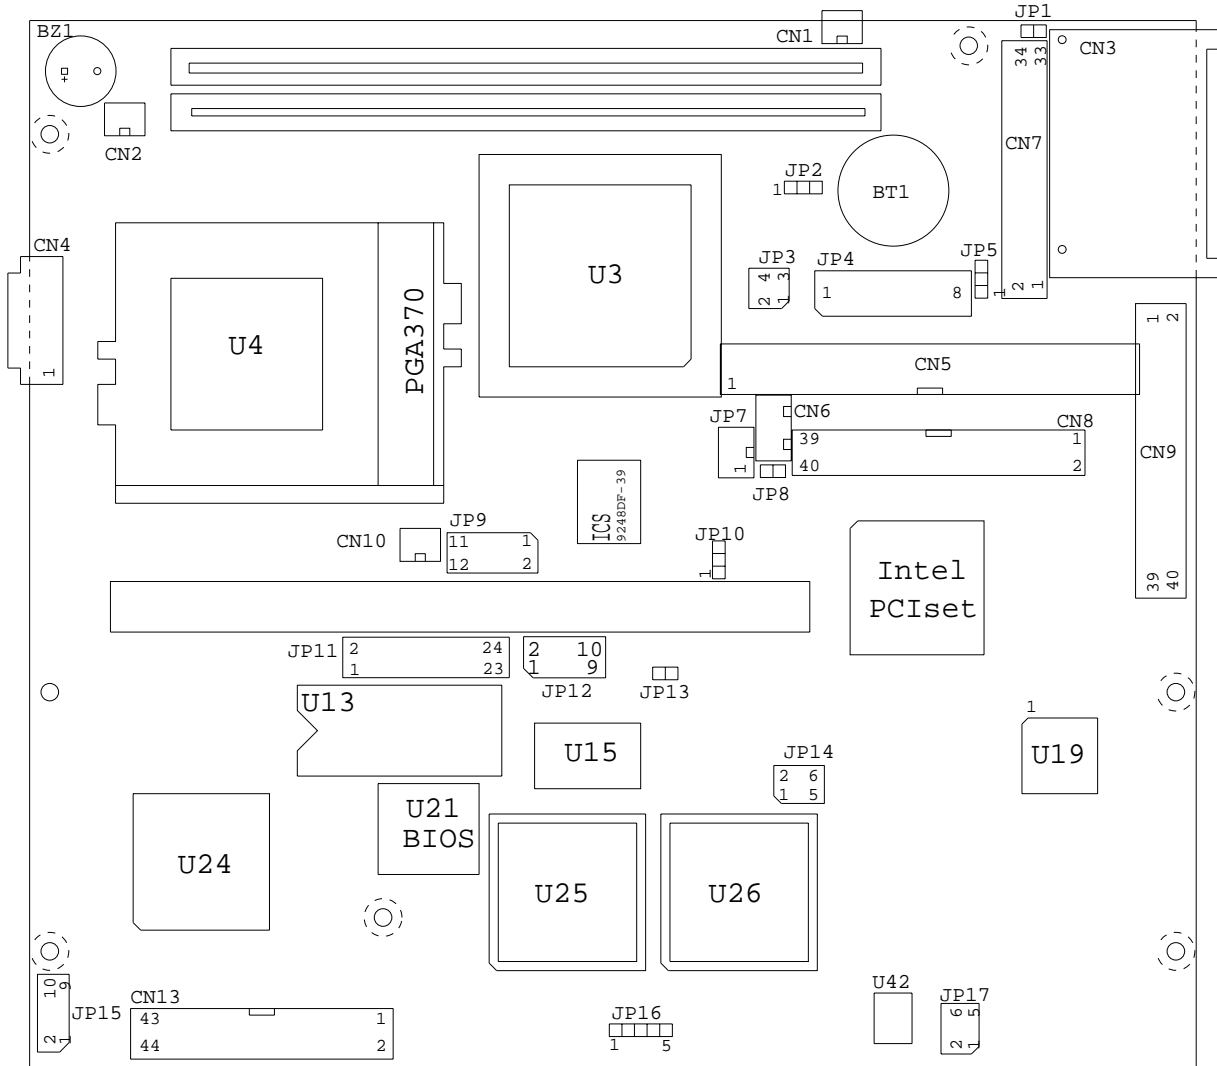 BZ1
+
CN1
JP1
CN3
34
33
CN2
CN7
JP2
1
BT1
CN4
1
U3
JP3
4
3
2
1
JP4
1
8
JP5
1
2
1
U4
PGA370
1
2
CN5
1
CN6
JP7
1
CN8
39
1
40
2
CN9
JP8
ICS
9248DF-39
JP9
11
1
12
2
CN10
JP10
1
Intel
PCIset
39
40
JP11
2
24
1
23
2
10
1
9
JP12
JP13
U13
U15
1
U19
JP14
2
6
1
5
U21
BIOS
U24
U25
U26
10
9
JP15
2
1
CN13
43
1
44
2
JP16
1
5
U42
JP17
6
5
2
1